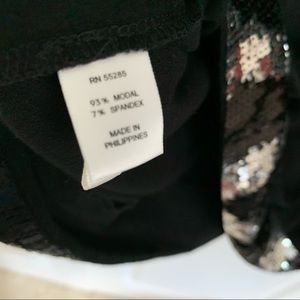 RN 55285
93% MODAL
7% SPANDEX
MADE IN
PHILIPPINES